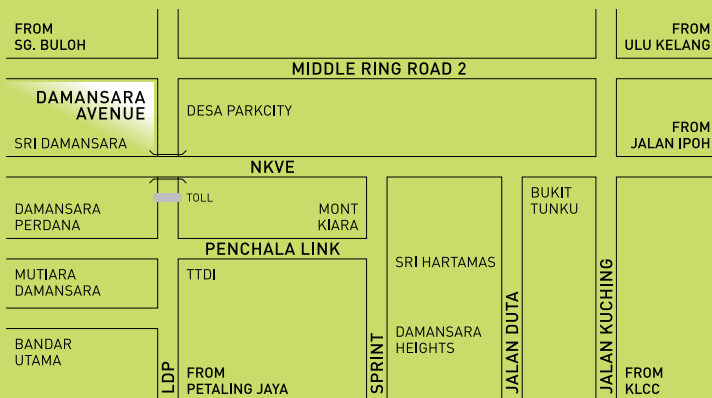 FROM
SG. BULOH
FROM
ULU KELANG
MIDDLE RING ROAD 2
DAMANSARA
AVENUE
DESA PARKCITY
SRI DAMANSARA
FROM
JALAN IPOH
NKVE
TOLL
DAMANSARA
PERDANA
MONT
KIARA
BUKIT
TUNKU
PENCHALA LINK
MUTIARA
DAMANSARA
TTDI
SRI HARTAMAS
BANDAR
UTAMA
DAMANSARA
HEIGHTS
LDP
FROM
PETALING JAYA
SPRINT
JALAN DUTA
JALAN KUCHING
FROM
KLCC